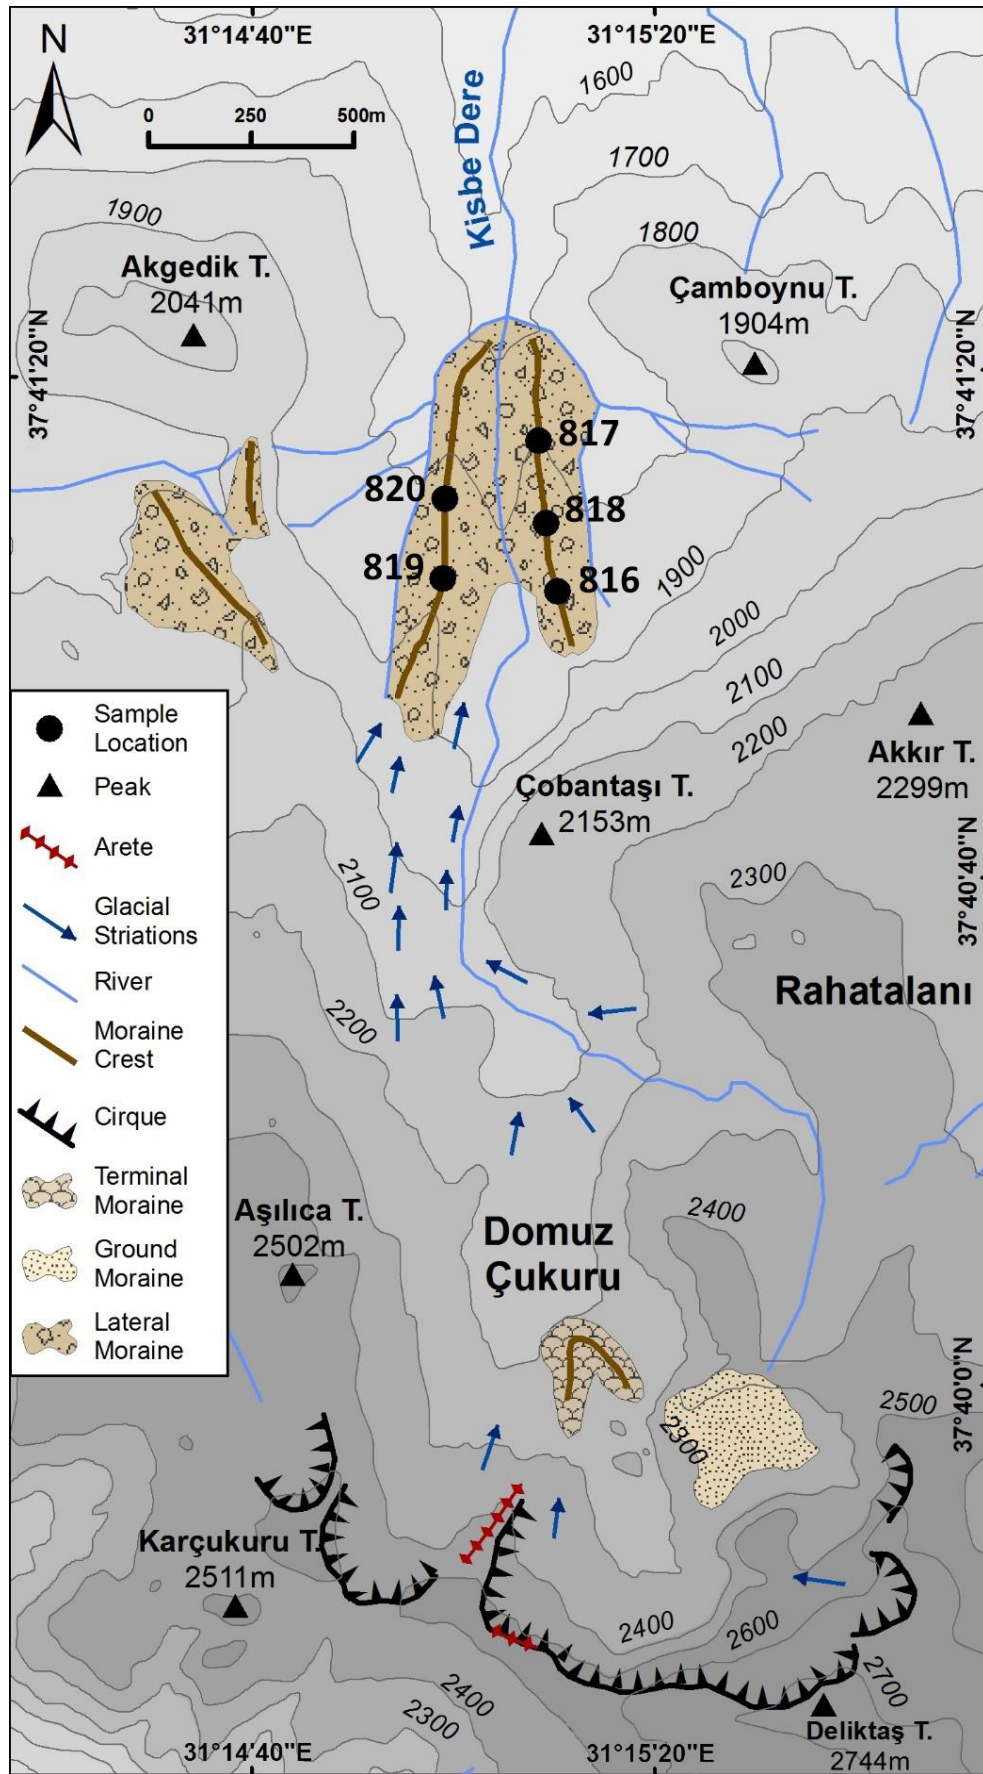 31°14'40"E
31°15'20"E
N
0 250 500m
Kisbe Dere
1600
1700
1800
1900
Akgedik T.
2041m
Çamboynu T.
1904m
37°41'20"N
37°41'20"N
817
820
818
819
816
1900
2000
2100
2200
Sample
Location
Peak
Arete
Glacial
Striations
River
Moraine
Crest
Cirque
Terminal
Moraine
Ground
Moraine
Lateral
Moraine
Akkır T.
2299m
Çobantaşı T.
2153m
37°40'40"N
2100
2300
Rahatalanı
2200
Aşılıca T.
2502m
2400
Domuz
Çukuru
37°40'0"N
2500
2300
Karçukuru T.
2511m
2400
2600
2700
2400
2300
Deliktaş T.
2744m
31°14'40"E
31°15'20"E